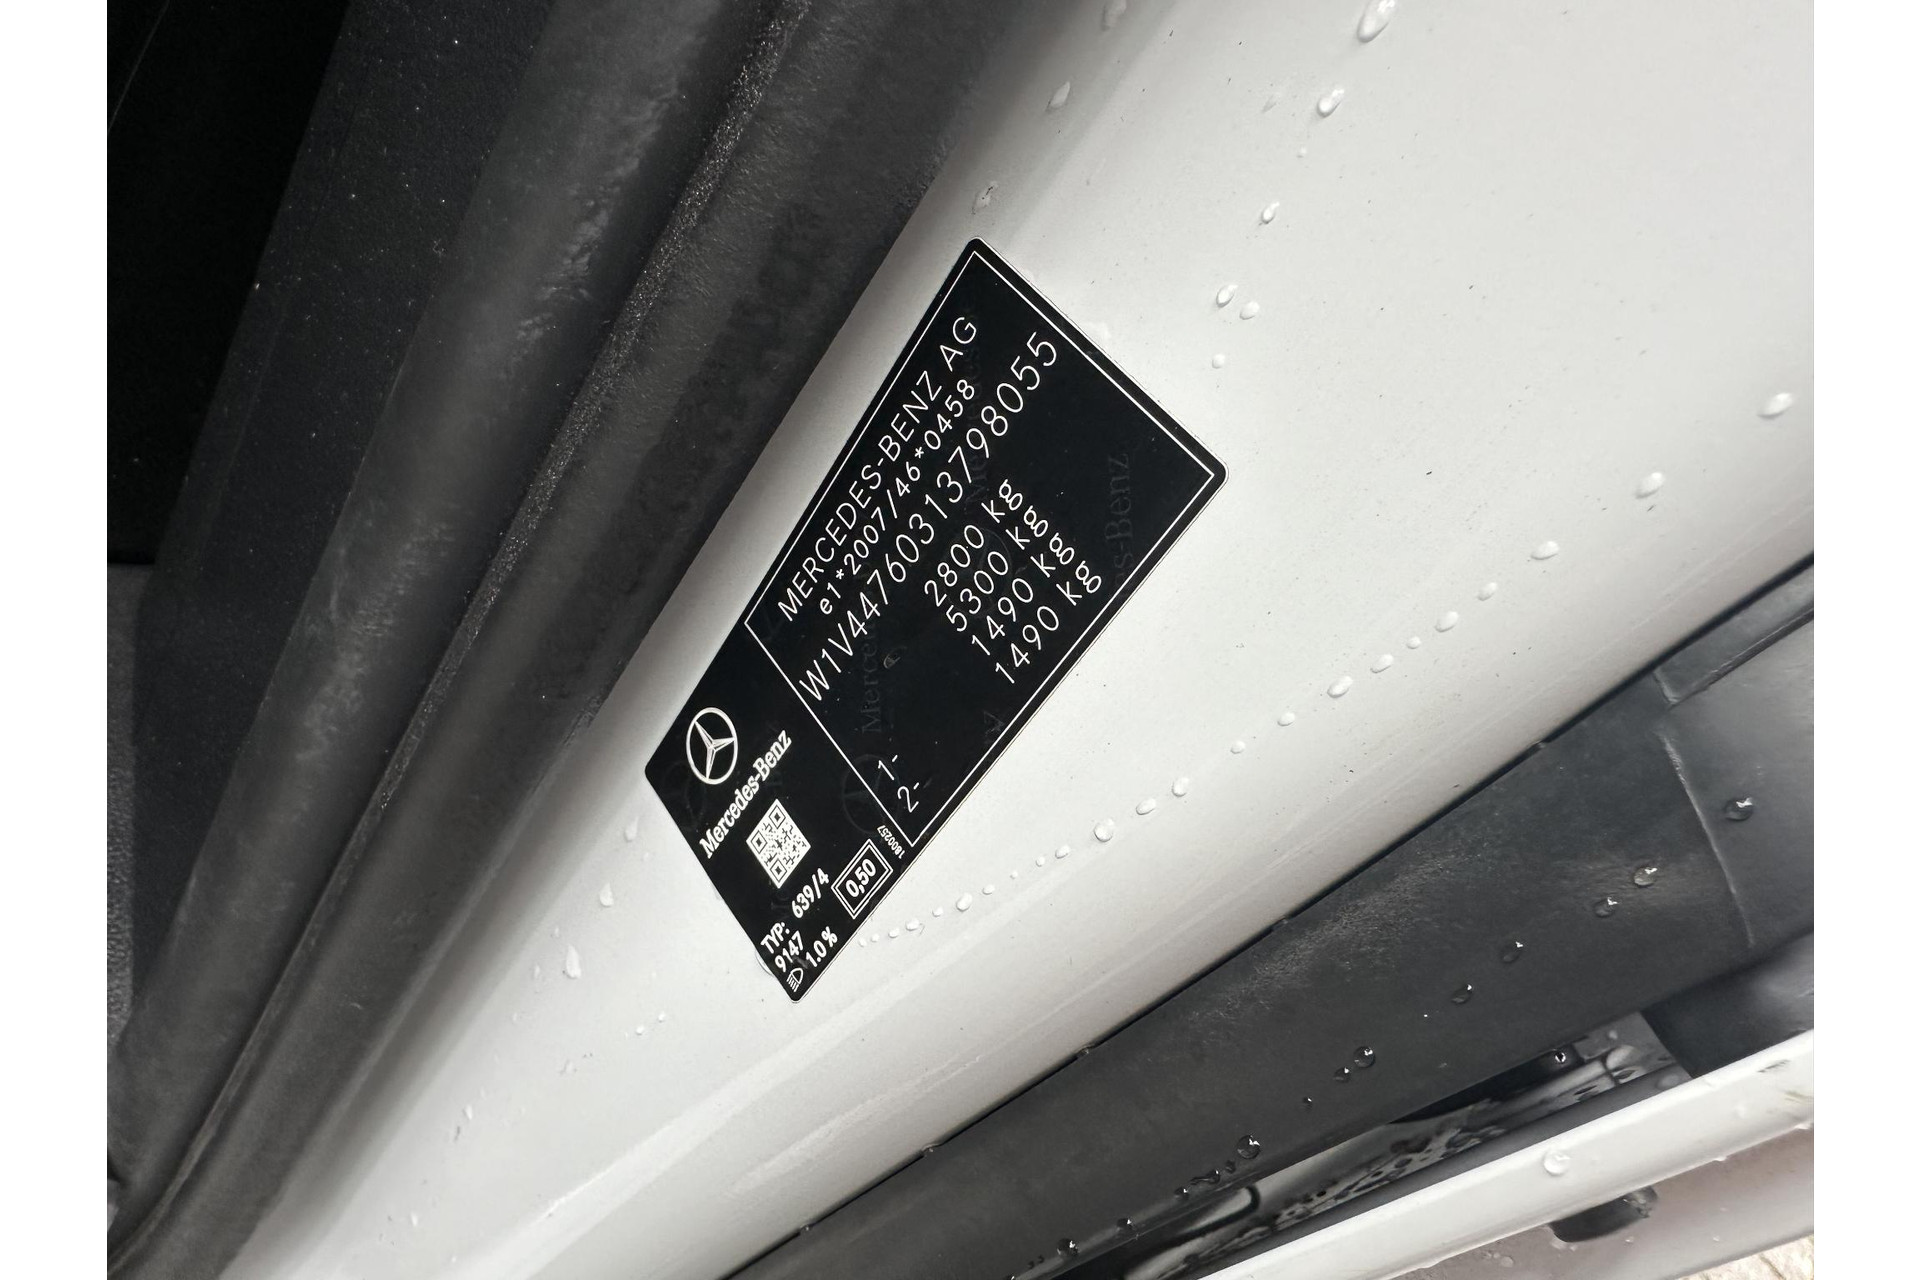 MERCEDES-BENZ AG
e1*2007/46*0458
W1V44760313798055
2800 kg
5300 kg
1- 1490 kg
2- 1490 kg
Mercedes-Benz
TYP: 639/4
9147
1.0 %
0,50
1800257